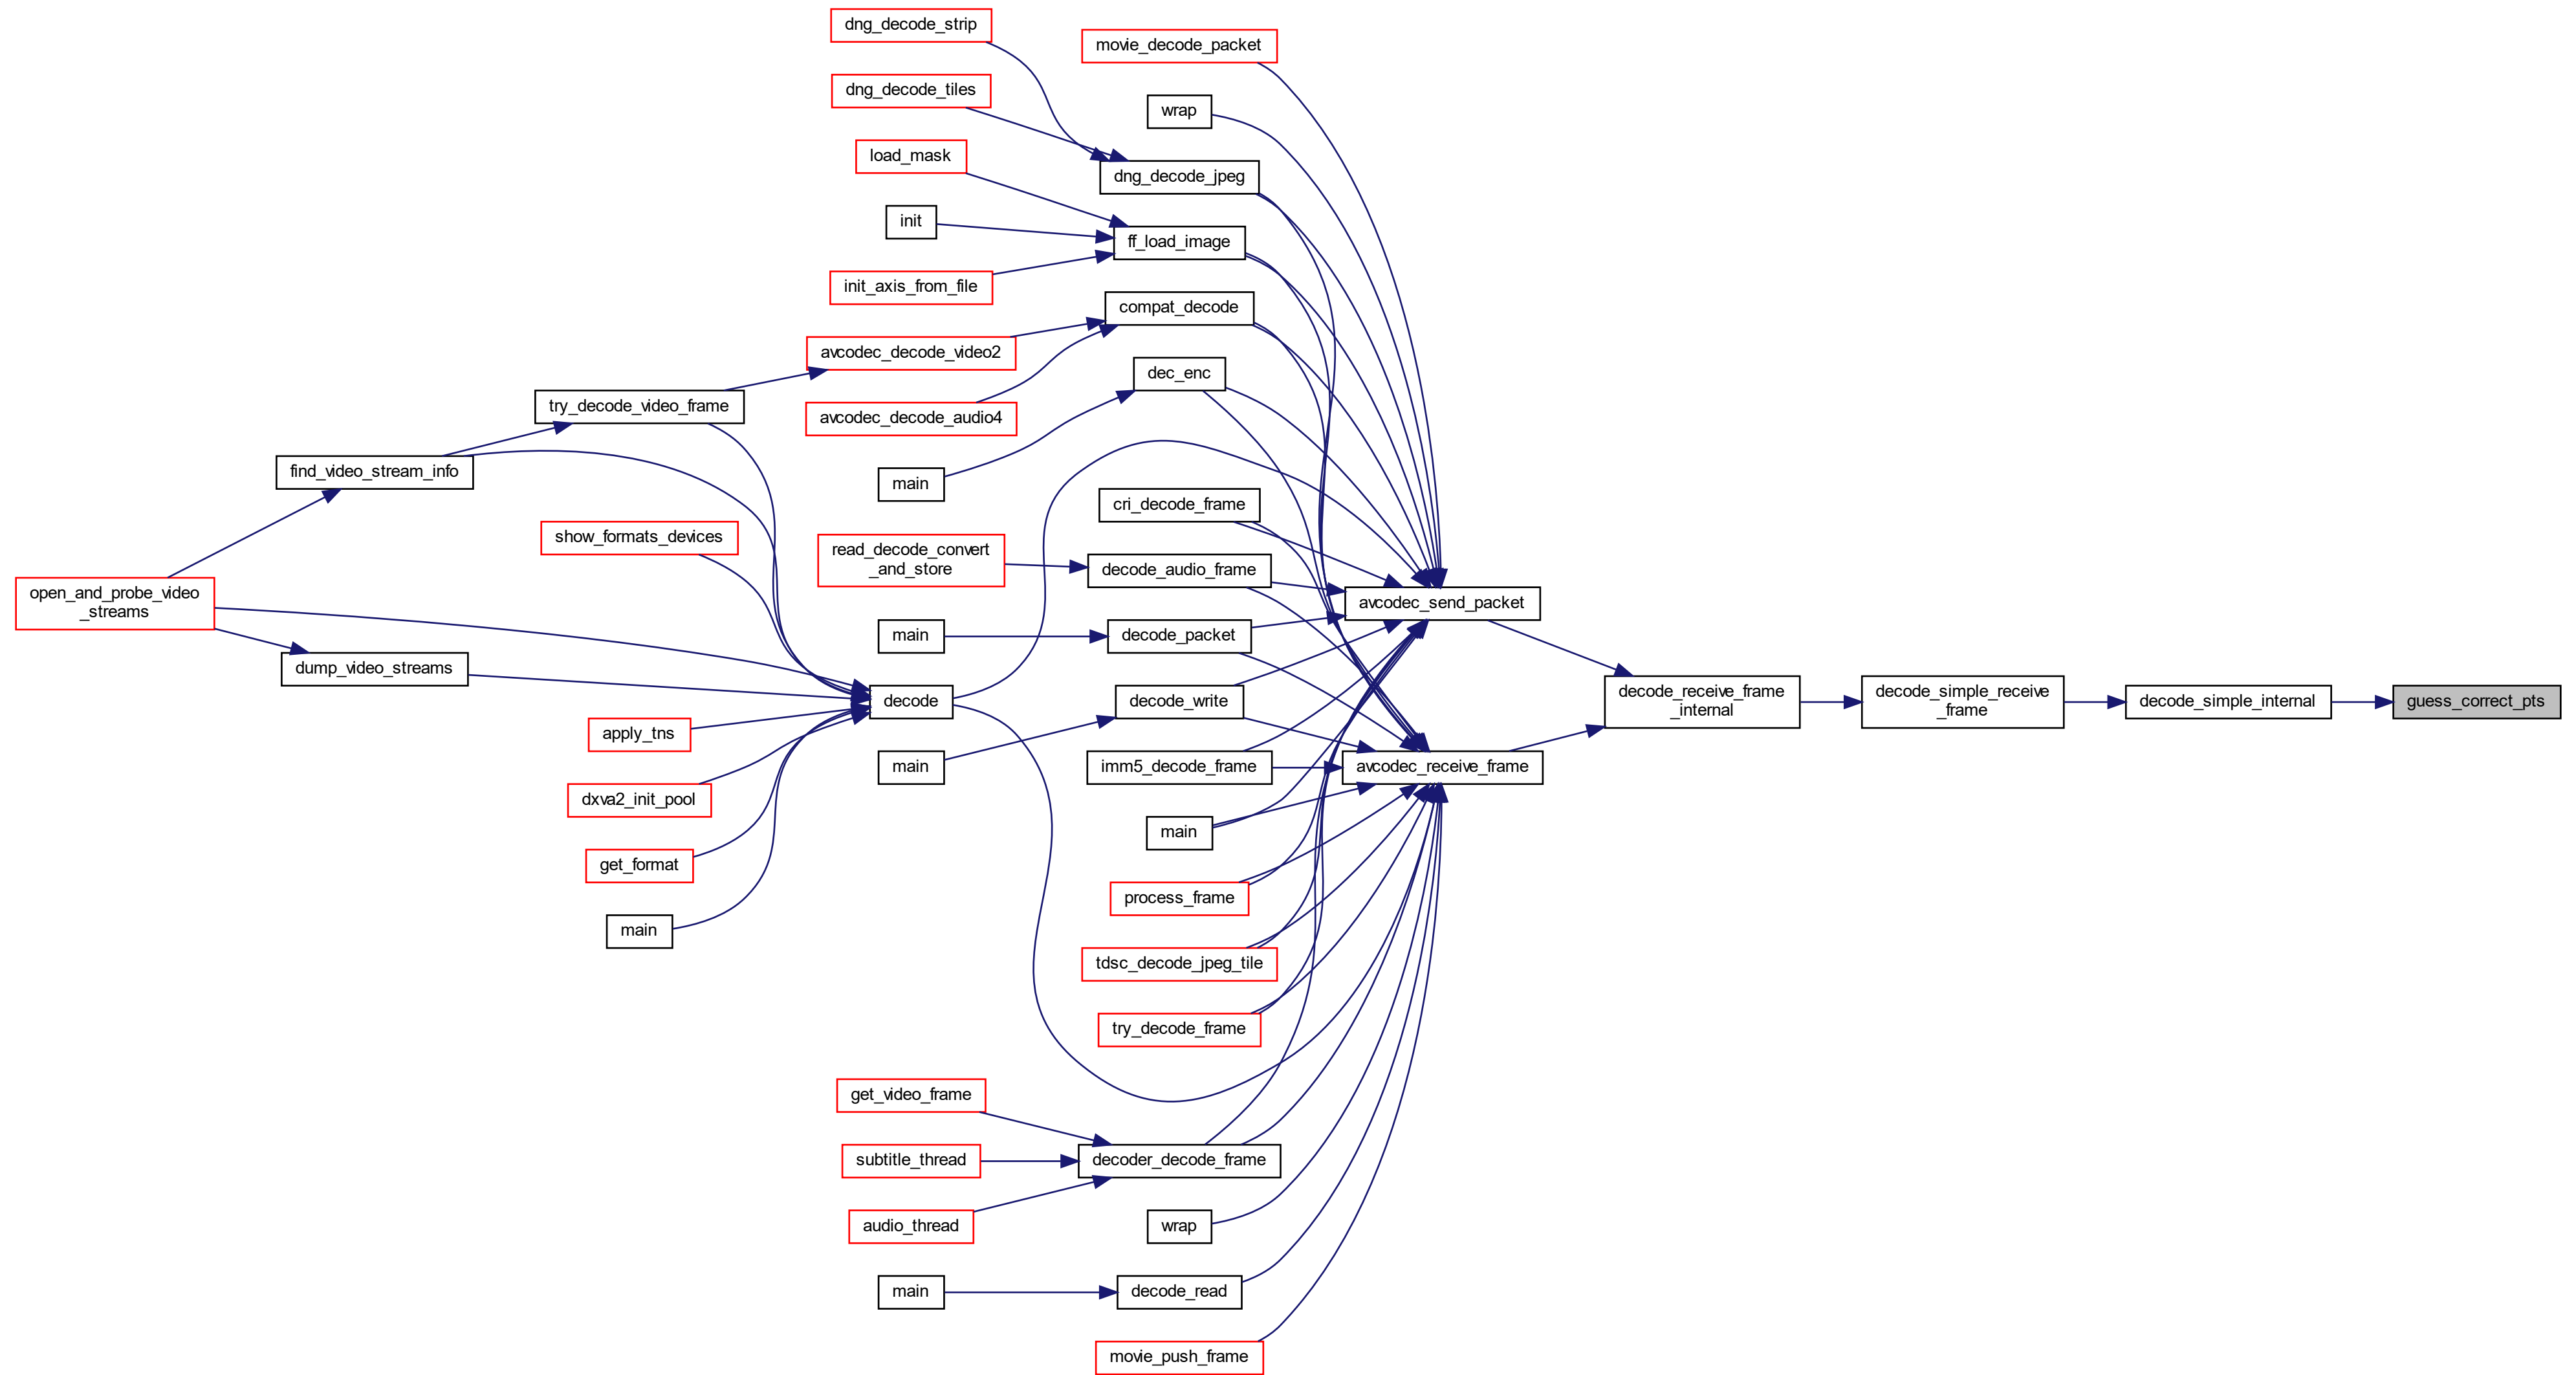 dng_decode_strip
movie_decode_packet
dng_decode_tiles
wrap
load_mask
dng_decode_jpeg
init
ff_load_image
init_axis_from_file
compat_decode
avcodec_decode_video2
dec_enc
try_decode_video_frame
avcodec_decode_audio4
find_video_stream_info
main
cri_decode_frame
show_formats_devices
read_decode_convert
_and_store
decode_audio_frame
open_and_probe_video
_streams
avcodec_send_packet
main
decode_packet
dump_video_streams
decode
decode_write
decode_receive_frame
_internal
decode_simple_receive
_frame
decode_simple_internal
guess_correct_pts
apply_tns
main
imm5_decode_frame
avcodec_receive_frame
dxva2_init_pool
main
get_format
process_frame
main
tdsc_decode_jpeg_tile
try_decode_frame
get_video_frame
subtitle_thread
decoder_decode_frame
audio_thread
wrap
main
decode_read
movie_push_frame